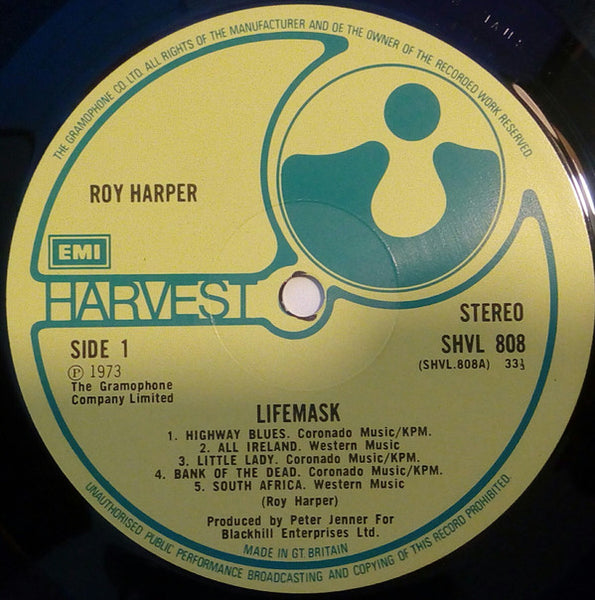 THE GRAMOPHONE CO. LTD. ALL RIGHTS OF THE MANUFACTURER AND OF THE OWNER OF THE RECORDED WORK RESERVED.
ROY HARPER
EMI
HARVEST
STEREO
SIDE 1
SHVL 808
℗ 1973
(SHVL.808A) 33⅓
The Gramophone
Company Limited
LIFEMASK
1. HIGHWAY BLUES. Coronado Music/KPM.
2. ALL IRELAND. Western Music
3. LITTLE LADY. Coronado Music/KPM.
4. BANK OF THE DEAD. Coronado Music/KPM.
5. SOUTH AFRICA. Western Music
(Roy Harper)
Produced by Peter Jenner For
Blackhill Enterprises Ltd.
MADE IN GT. BRITAIN
UNAUTHORISED PUBLIC PERFORMANCE BROADCASTING AND COPYING OF THIS RECORD PROHIBITED.